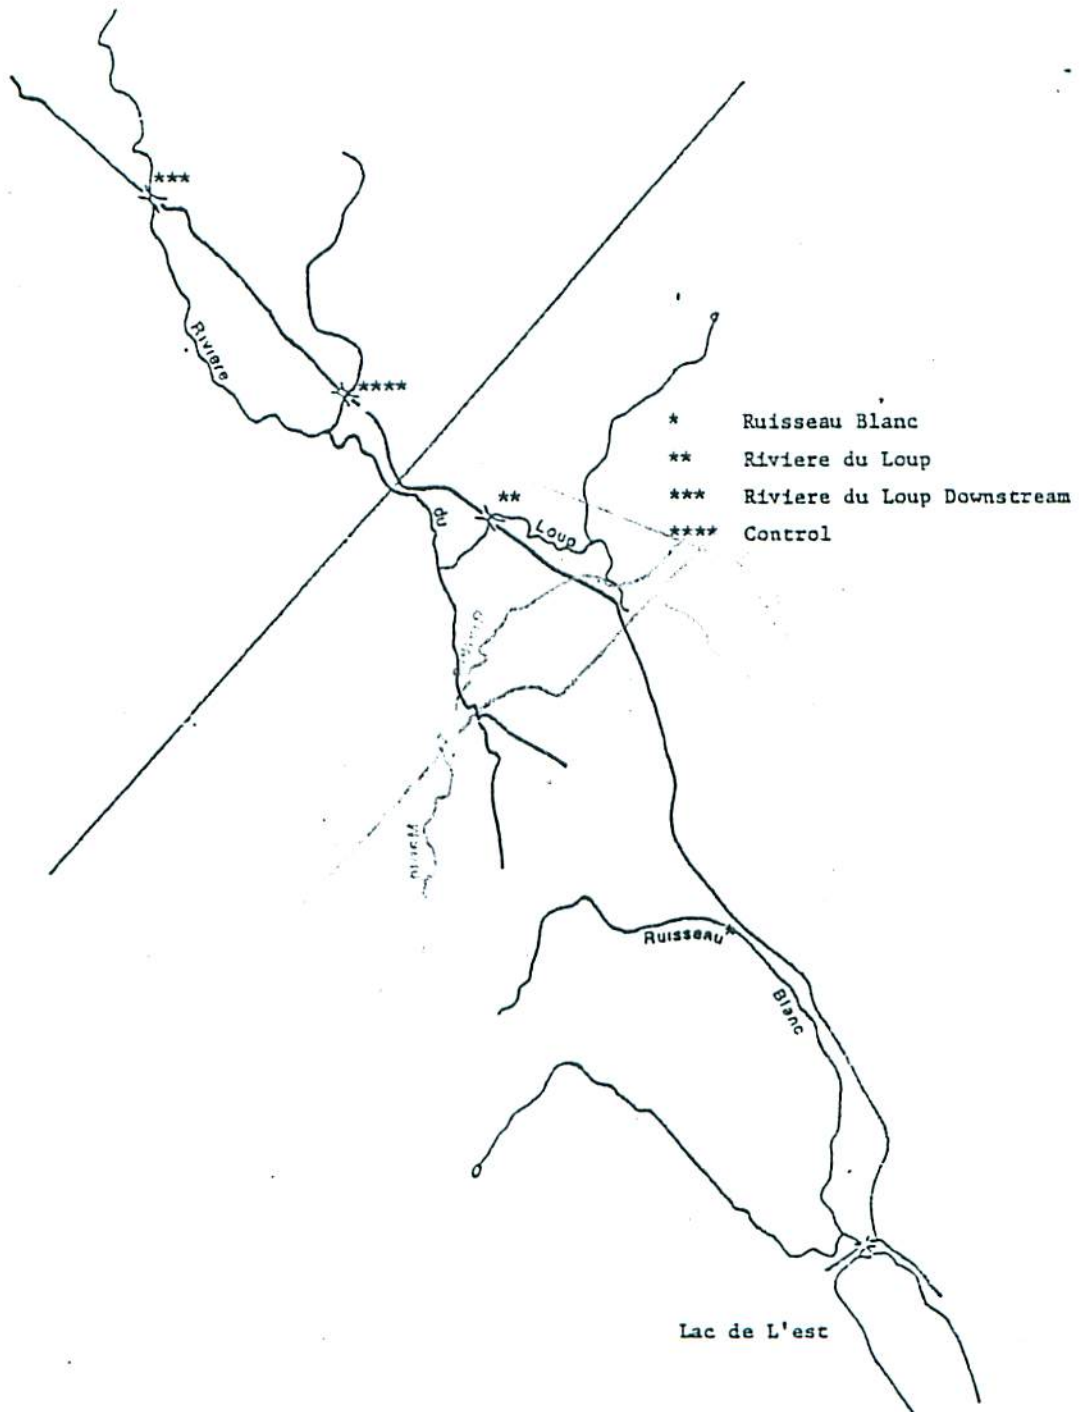 ***
Riviere
****
* Ruisseau Blanc
** Riviere du Loup
*** Riviere du Loup Downstream
**** Control
**
du
Loup
Ruisseau
*
Blanc
Lac de L'est